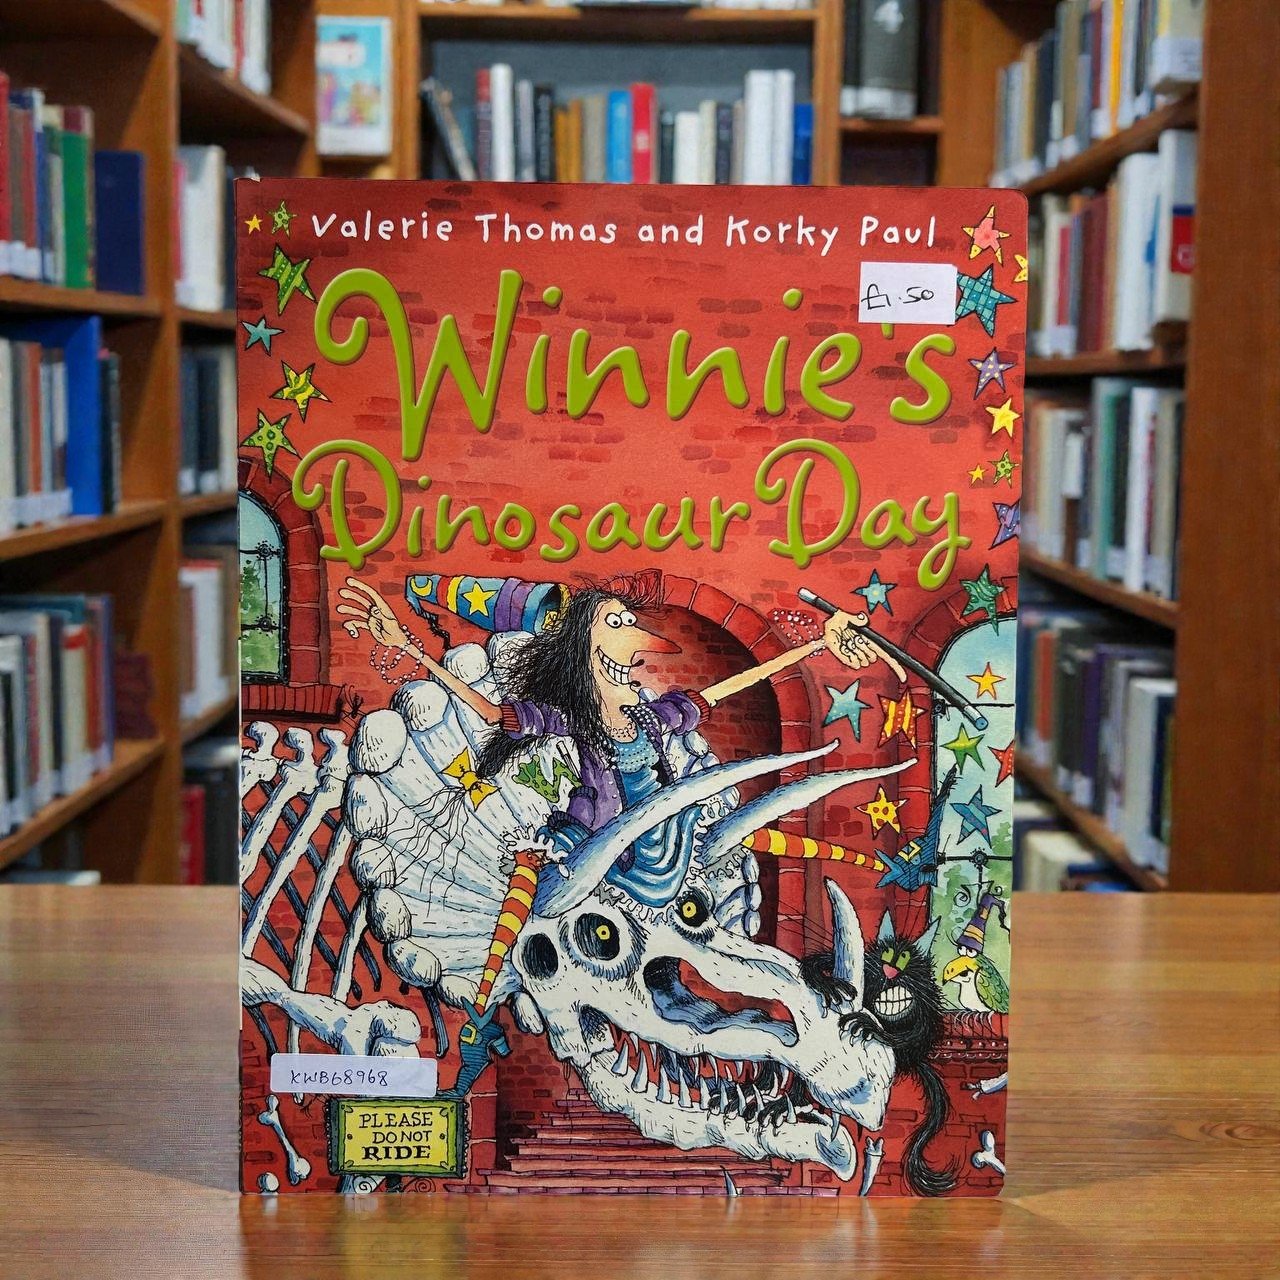 Valerie Thomas and Korky Paul
£1.50
Winnie's
Dinosaur Day
KWB68968
PLEASE
DO NOT
RIDE